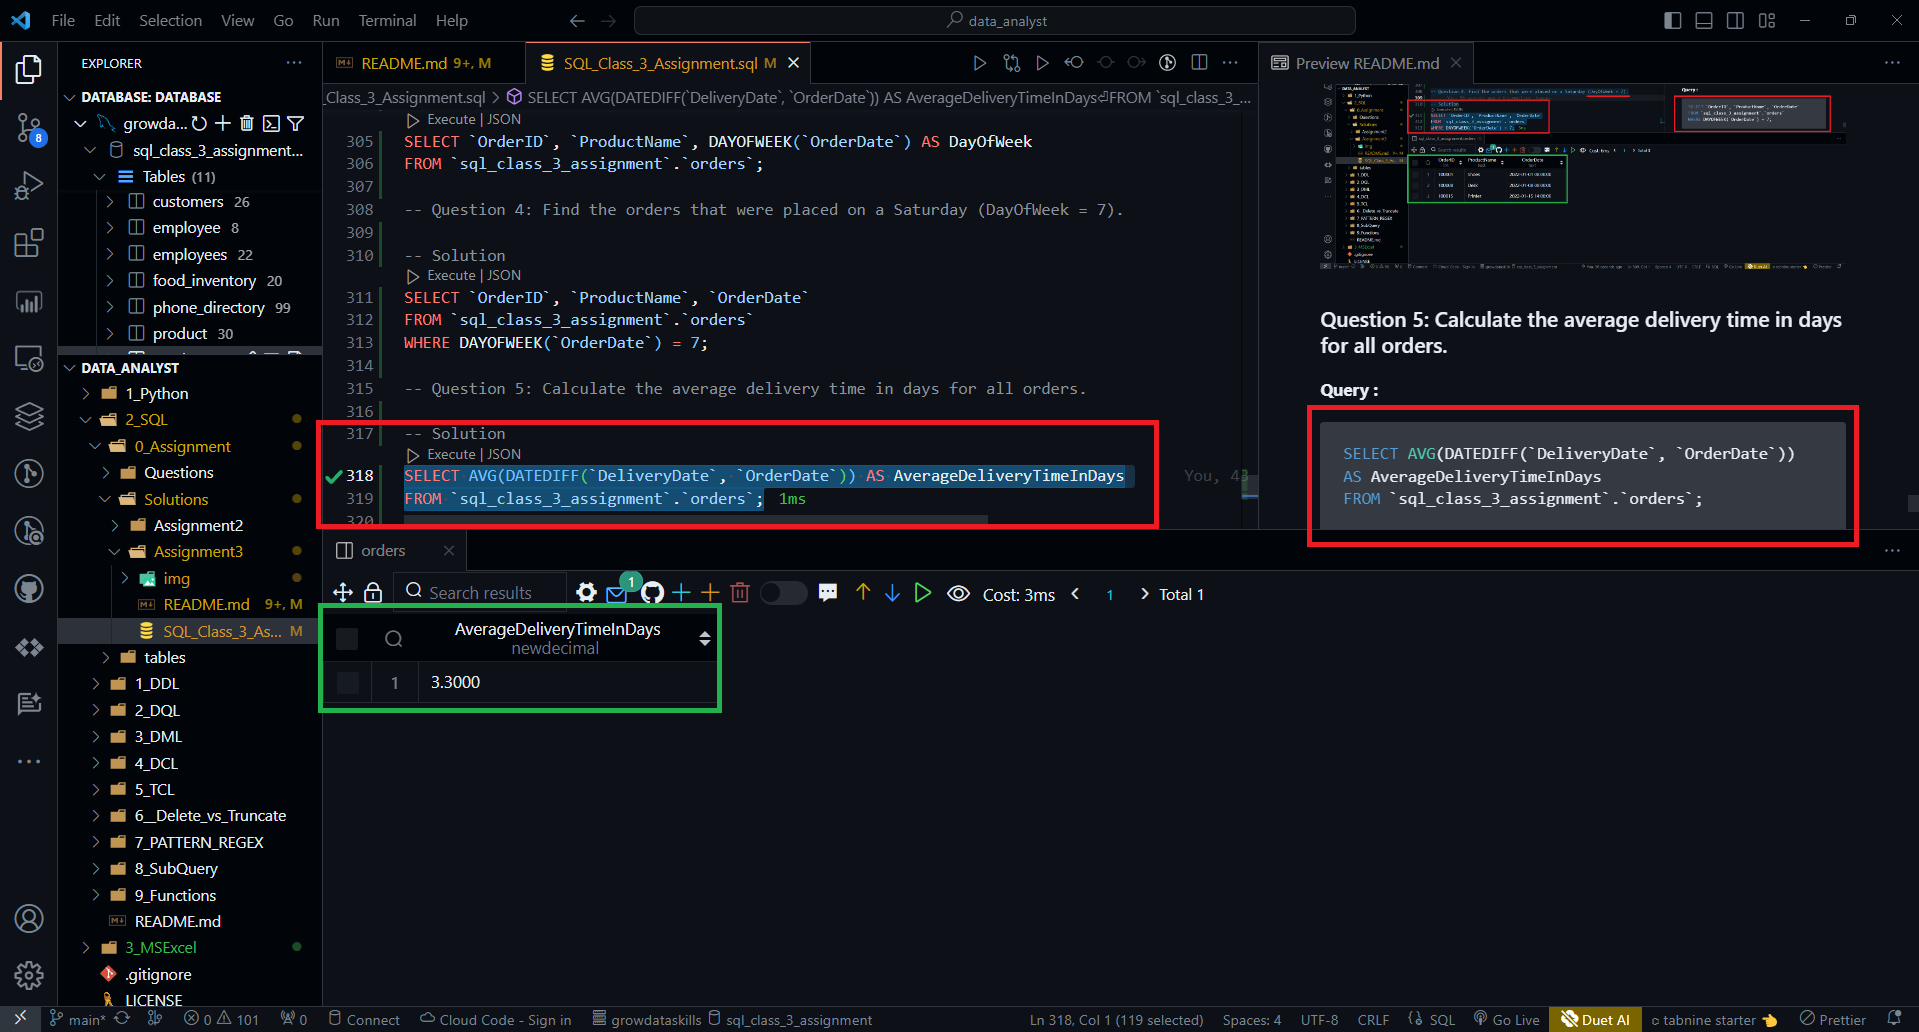 File Edit Selection View Go Run Terminal Help
data_analyst
EXPLORER
DATABASE: DATABASE
growda...
sql_class_3_assignment...
Tables (11)
customers 26
employee 8
employees 22
food_inventory 20
phone_directory 99
product 30
DATA_ANALYST
1_Python
2_SQL
0_Assignment
Questions
Solutions
Assignment2
Assignment3
img
README.md 9+, M
SQL_Class_3_As... M
tables
1_DDL
2_DQL
3_DML
4_DCL
5_TCL
6__Delete_vs_Truncate
7_PATTERN_REGEX
8_SubQuery
9_Functions
README.md
3_MSExcel
.gitignore
LICENSE
8
README.md 9+, M
SQL_Class_3_Assignment.sql M
_Class_3_Assignment.sql > SELECT AVG(DATEDIFF(`DeliveryDate`, `OrderDate`)) AS AverageDeliveryTimeInDays⏎FROM `sql_class_3_...
Execute | JSON
305 SELECT `OrderID`, `ProductName`, DAYOFWEEK(`OrderDate`) AS DayOfWeek
306 FROM `sql_class_3_assignment`.`orders`;
307
308 -- Question 4: Find the orders that were placed on a Saturday (DayOfWeek = 7).
309
310 -- Solution
Execute | JSON
311 SELECT `OrderID`, `ProductName`, `OrderDate`
312 FROM `sql_class_3_assignment`.`orders`
313 WHERE DAYOFWEEK(`OrderDate`) = 7;
314
315 -- Question 5: Calculate the average delivery time in days for all orders.
316
317 -- Solution
Execute | JSON
318 SELECT AVG(DATEDIFF(`DeliveryDate`, `OrderDate`)) AS AverageDeliveryTimeInDays You, 43
319 FROM `sql_class_3_assignment`.`orders`; 1ms
320
Preview README.md
Question 5: Calculate the average delivery time in days
for all orders.
Query :
SELECT AVG(DATEDIFF(`DeliveryDate`, `OrderDate`))
AS AverageDeliveryTimeInDays
FROM `sql_class_3_assignment`.`orders`;
orders
Search results
1
Cost: 3ms < 1 > Total 1
AverageDeliveryTimeInDays
newdecimal
1 3.3000
main* 0 101 0 Connect Cloud Code - Sign in growdataskills sql_class_3_assignment
Ln 318, Col 1 (119 selected) Spaces: 4 UTF-8 CRLF SQL Go Live Duet AI tabnine starter Prettier